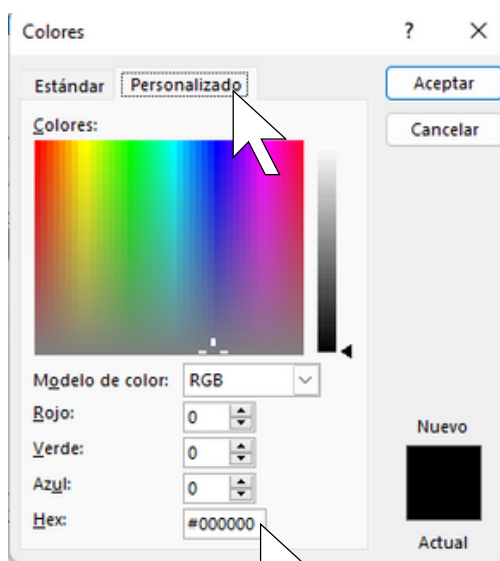 Colores ?
Estándar Personalizado
Aceptar
Cancelar
Colores:
Modelo de color: RGB
Rojo: 0
Verde: 0
Azul: 0
Hex: #000000
Nuevo
Actual